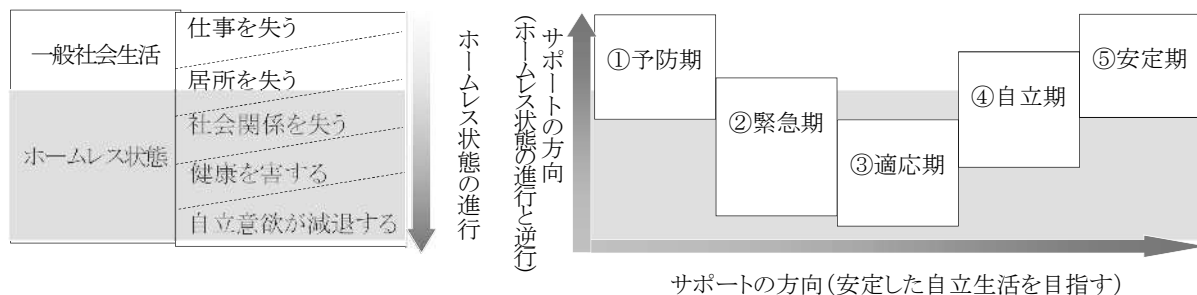 一般社会生活
ホームレス状態
仕事を失う
居所を失う
社会関係を失う
健康を害する
自立意欲が減退する
ホームレス状態の進行
サポートの方向
(ホームレス状態の進行と逆行)
①予防期
②緊急期
③適応期
④自立期
⑤安定期
サポートの方向(安定した自立生活を目指す)